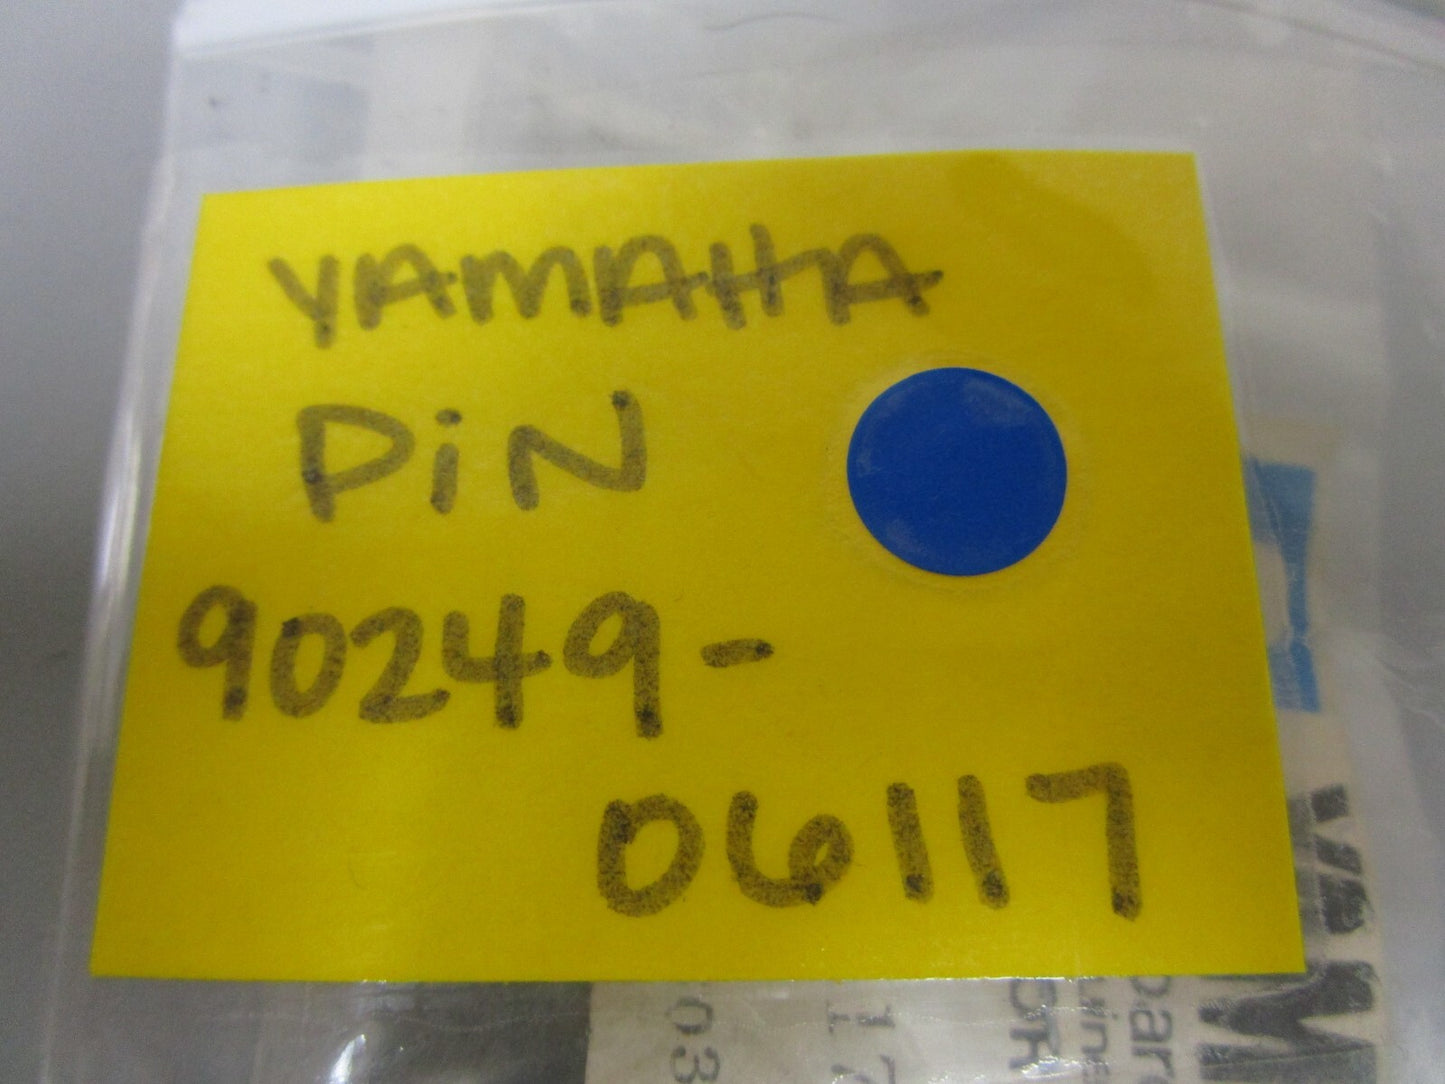 YAMAHA
PiN
90249-
06117